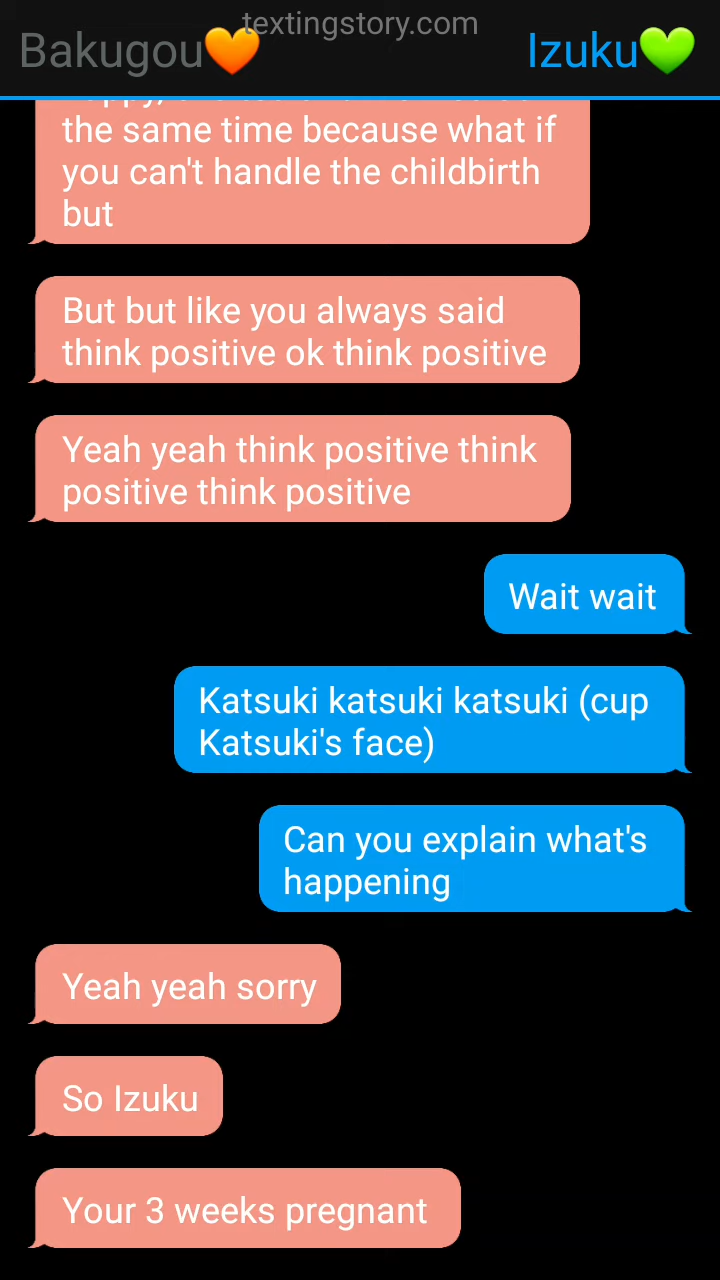 textingstory.com
Bakugou🧡 Izuku💚
the same time because what if
you can't handle the childbirth
but
But but like you always said
think positive ok think positive
Yeah yeah think positive think
positive think positive
Wait wait
Katsuki katsuki katsuki (cup
Katsuki's face)
Can you explain what's
happening
Yeah yeah sorry
So Izuku
Your 3 weeks pregnant